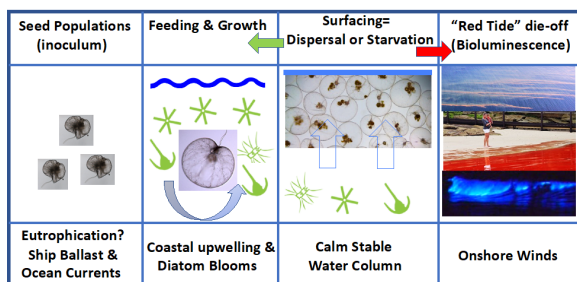 Seed Populations
(inoculum)
Feeding & Growth
Surfacing=
Dispersal or Starvation
“Red Tide” die-off
(Bioluminescence)
Eutrophication?
Ship Ballast &
Ocean Currents
Coastal upwelling &
Diatom Blooms
Calm Stable
Water Column
Onshore Winds